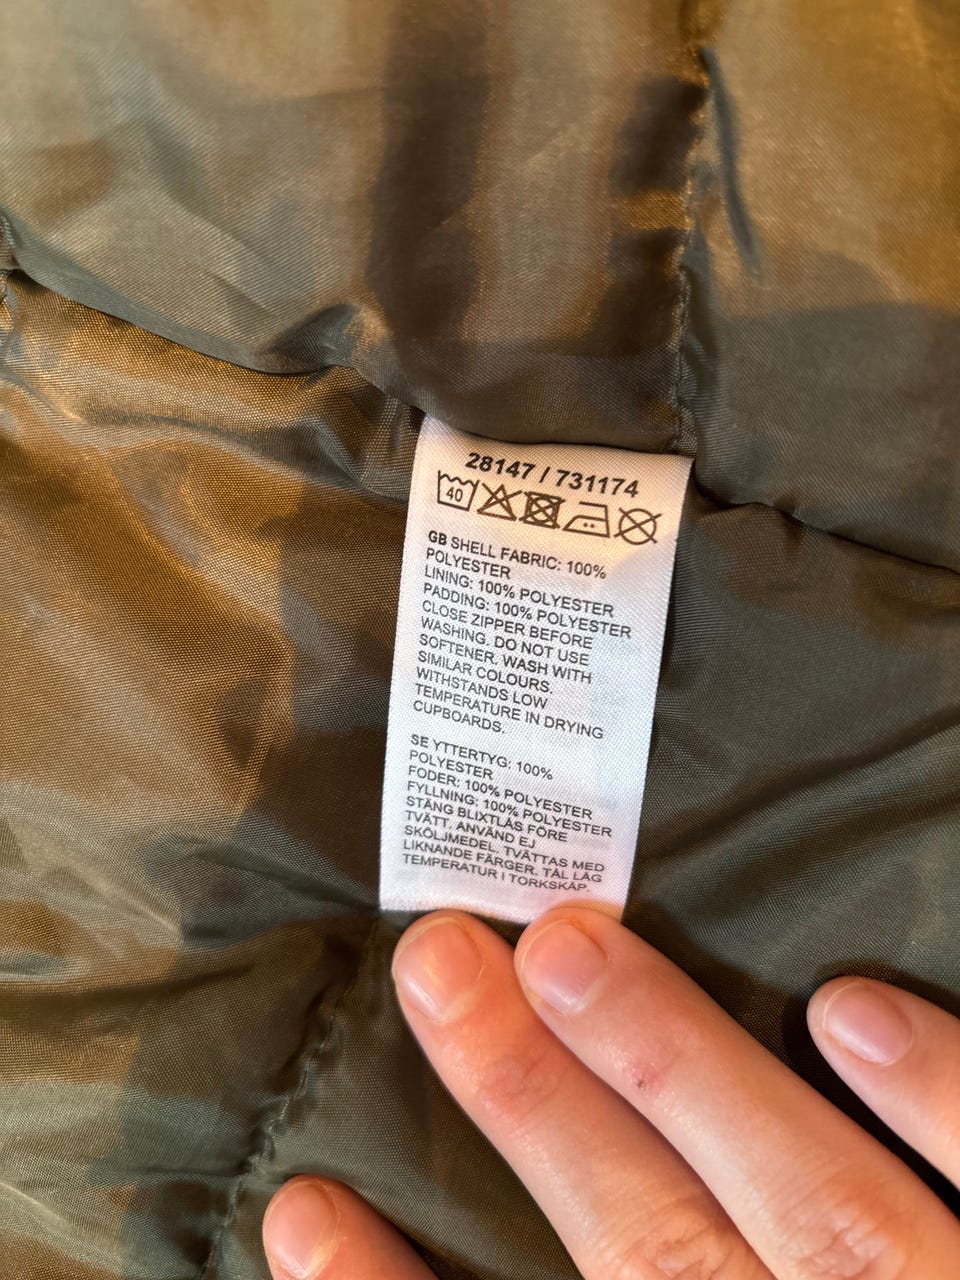 28147 / 731174
40
GB SHELL FABRIC: 100%
POLYESTER
LINING: 100% POLYESTER
PADDING: 100% POLYESTER
CLOSE ZIPPER BEFORE
WASHING. DO NOT USE
SOFTENER. WASH WITH
SIMILAR COLOURS.
WITHSTANDS LOW
TEMPERATURE IN DRYING
CUPBOARDS.
SE YTTERTYG: 100%
POLYESTER
FODER: 100% POLYESTER
FYLLNING: 100% POLYESTER
STÄNG BLIXTLÅS FÖRE
TVÄTT. ANVÄND EJ
SKÖLJMEDEL. TVÄTTAS MED
LIKNANDE FÄRGER. TÅL LÅG
TEMPERATUR I TORKSKÅP.